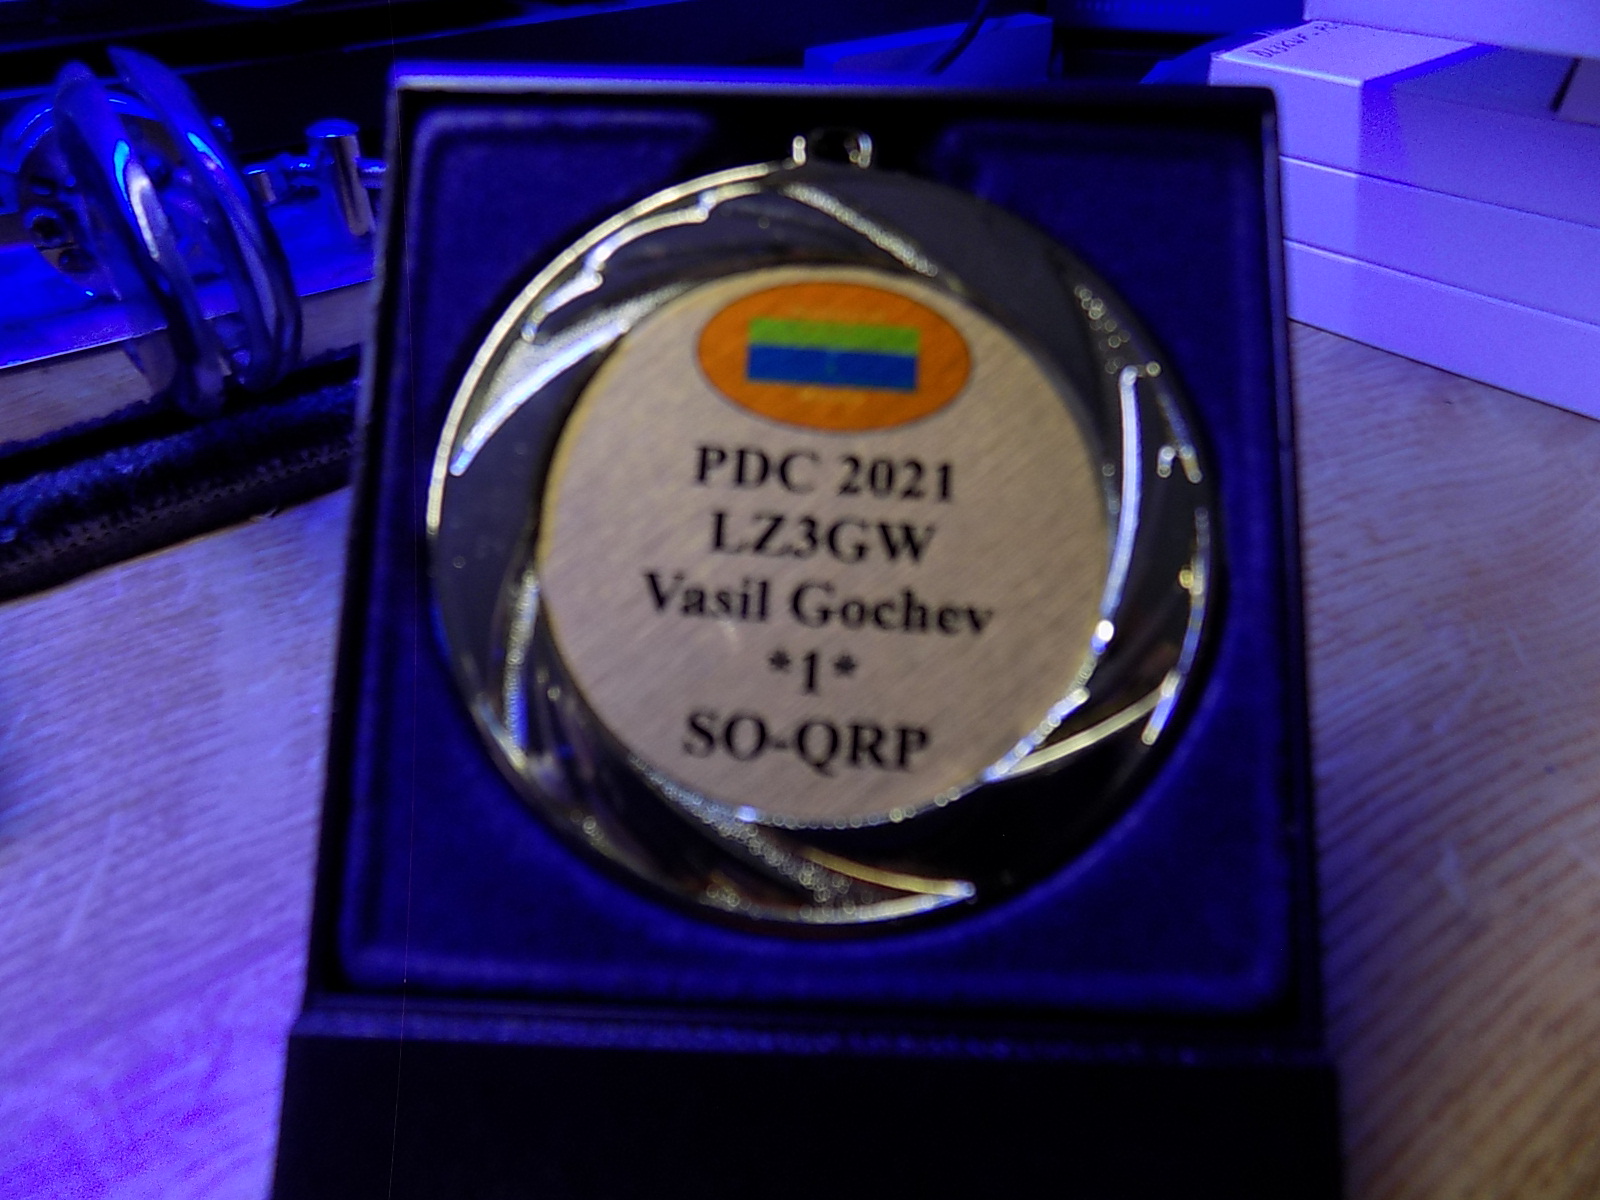 PDC 2021
LZ3GW
Vasil Gochev
*1*
SO-QRP